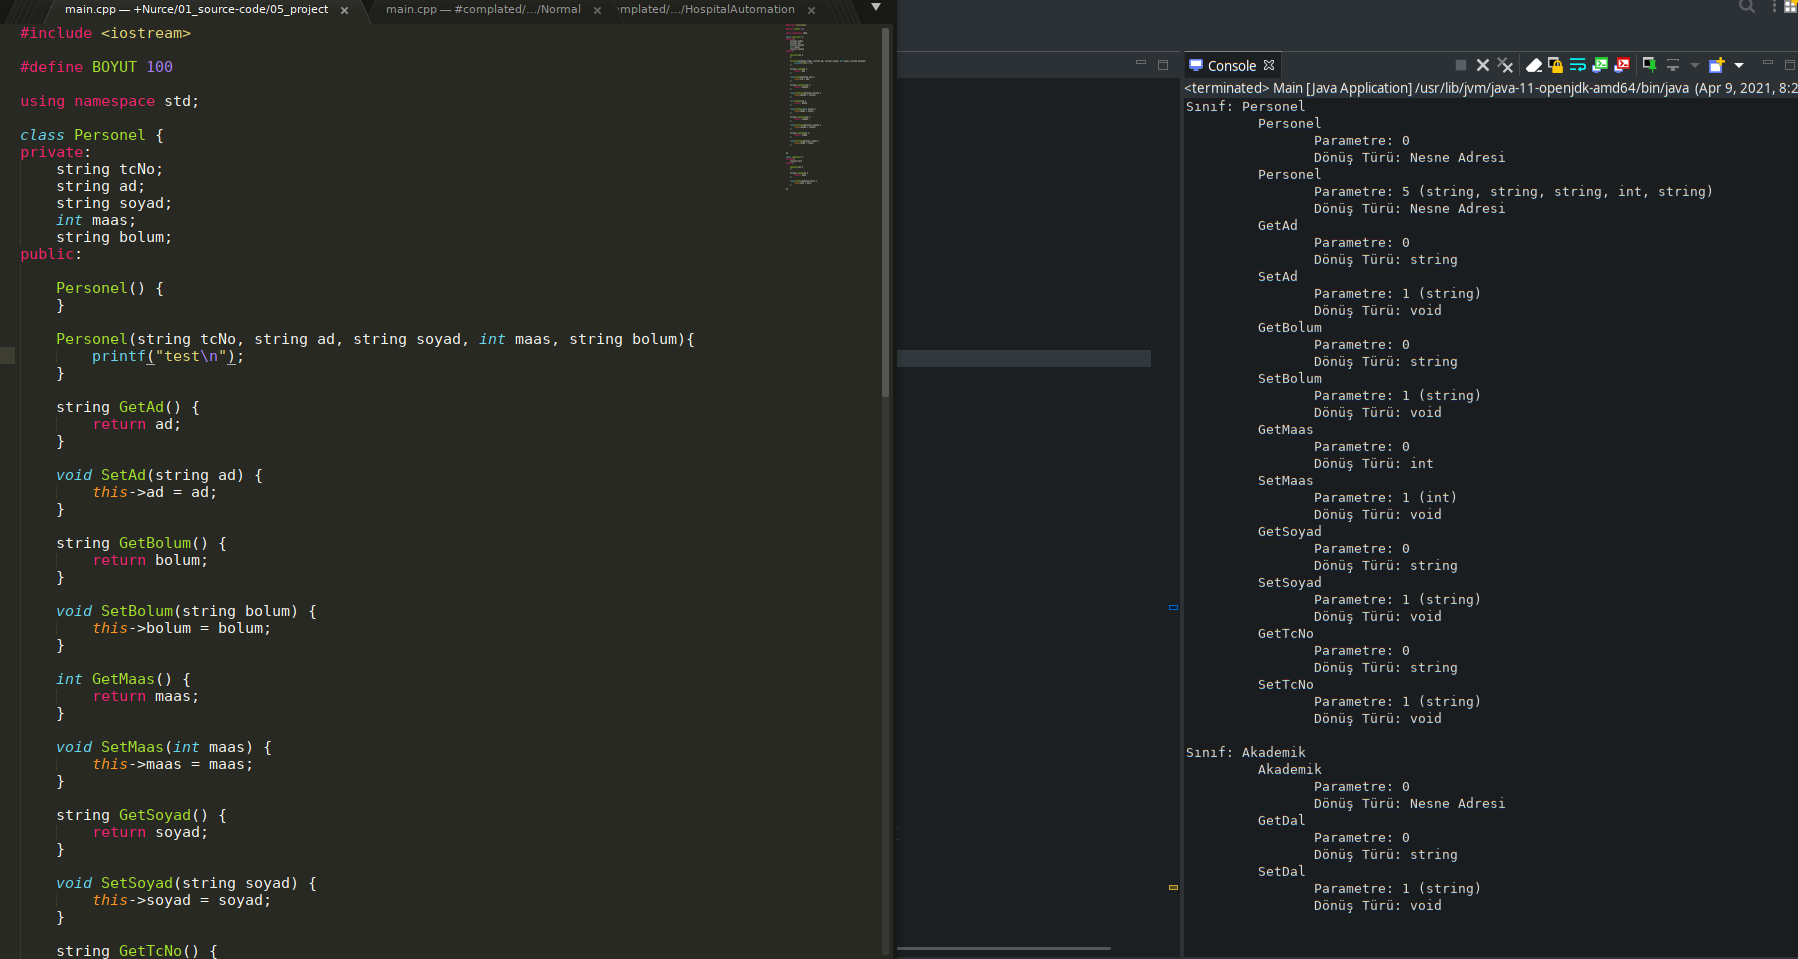 main.cpp — +Nurce/01_source-code/05_project × main.cpp — #complated/.../Normal × mplated/.../HospitalAutomation ×
#include <iostream>
#define BOYUT 100
using namespace std;
class Personel {
private:
string tcNo;
string ad;
string soyad;
int maas;
string bolum;
public:
Personel() {
}
Personel(string tcNo, string ad, string soyad, int maas, string bolum){
printf("test\n");
}
string GetAd() {
return ad;
}
void SetAd(string ad) {
this->ad = ad;
}
string GetBolum() {
return bolum;
}
void SetBolum(string bolum) {
this->bolum = bolum;
}
int GetMaas() {
return maas;
}
void SetMaas(int maas) {
this->maas = maas;
}
string GetSoyad() {
return soyad;
}
void SetSoyad(string soyad) {
this->soyad = soyad;
}
string GetTcNo() {
Console
<terminated> Main [Java Application] /usr/lib/jvm/java-11-openjdk-amd64/bin/java (Apr 9, 2021, 8:2
Sınıf: Personel
Personel
Parametre: 0
Dönüş Türü: Nesne Adresi
Personel
Parametre: 5 (string, string, string, int, string)
Dönüş Türü: Nesne Adresi
GetAd
Parametre: 0
Dönüş Türü: string
SetAd
Parametre: 1 (string)
Dönüş Türü: void
GetBolum
Parametre: 0
Dönüş Türü: string
SetBolum
Parametre: 1 (string)
Dönüş Türü: void
GetMaas
Parametre: 0
Dönüş Türü: int
SetMaas
Parametre: 1 (int)
Dönüş Türü: void
GetSoyad
Parametre: 0
Dönüş Türü: string
SetSoyad
Parametre: 1 (string)
Dönüş Türü: void
GetTcNo
Parametre: 0
Dönüş Türü: string
SetTcNo
Parametre: 1 (string)
Dönüş Türü: void
Sınıf: Akademik
Akademik
Parametre: 0
Dönüş Türü: Nesne Adresi
GetDal
Parametre: 0
Dönüş Türü: string
SetDal
Parametre: 1 (string)
Dönüş Türü: void